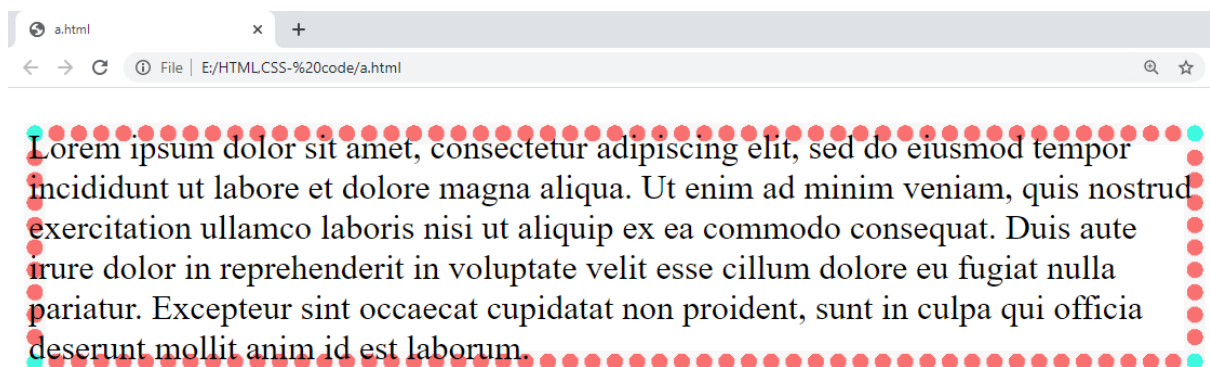 a.html
File E:/HTML,CSS-%20code/a.html
Lorem ipsum dolor sit amet, consectetur adipiscing elit, sed do eiusmod tempor
incididunt ut labore et dolore magna aliqua. Ut enim ad minim veniam, quis nostrud
exercitation ullamco laboris nisi ut aliquip ex ea commodo consequat. Duis aute
irure dolor in reprehenderit in voluptate velit esse cillum dolore eu fugiat nulla
pariatur. Excepteur sint occaecat cupidatat non proident, sunt in culpa qui officia
deserunt mollit anim id est laborum.